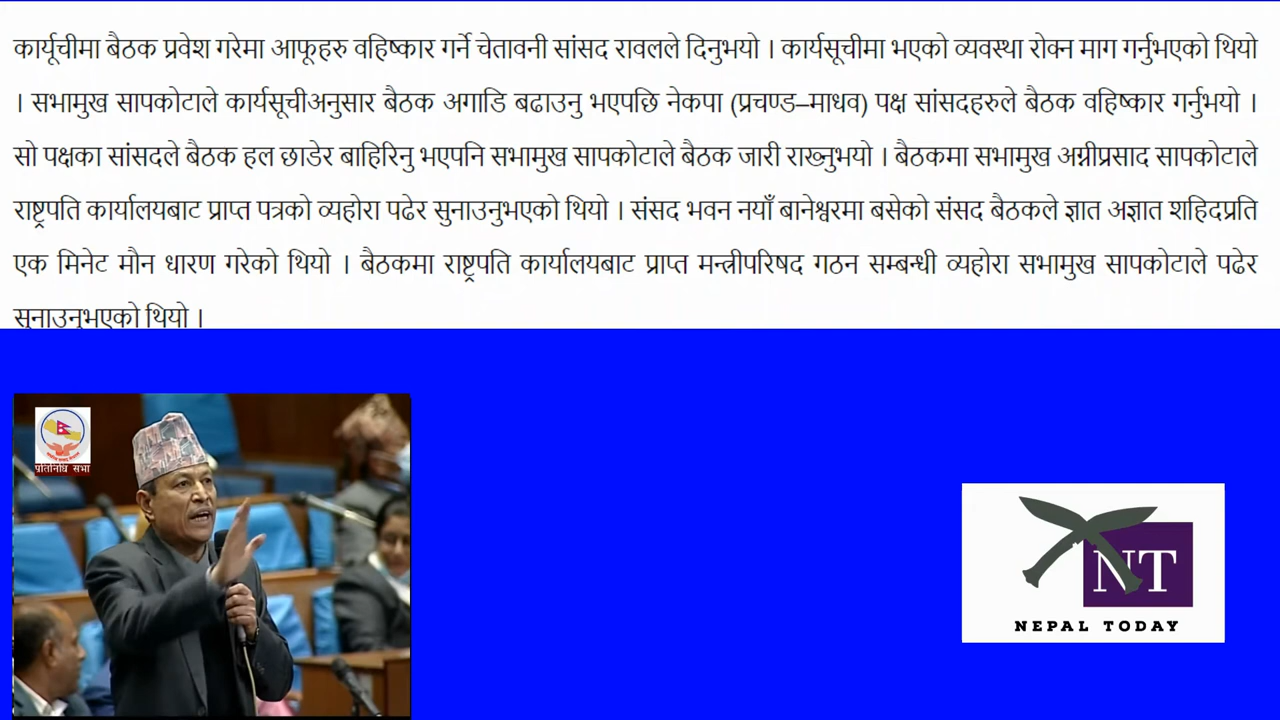 कार्यूचीमा बैठक प्रवेश गरेमा आफूहरु वहिष्कार गर्ने चेतावनी सांसद रावलले दिनुभयो । कार्यसूचीमा भएको व्यवस्था रोक्न माग गर्नुभएको थियो
। सभामुख सापकोटाले कार्यसूचीअनुसार बैठक अगाडि बढाउनु भएपछि नेकपा (प्रचण्ड–माधव) पक्ष सांसदहरुले बैठक वहिष्कार गर्नुभयो ।
सो पक्षका सांसदले बैठक हल छाडेर बाहिरिनु भएपनि सभामुख सापकोटाले बैठक जारी राख्नुभयो । बैठकमा सभामुख अग्नीप्रसाद सापकोटाले
राष्ट्रपति कार्यालयबाट प्राप्त पत्रको व्यहोरा पढेर सुनाउनुभएको थियो । संसद भवन नयाँ बानेश्वरमा बसेको संसद बैठकले ज्ञात अज्ञात शहिदप्रति
एक मिनेट मौन धारण गरेको थियो । बैठकमा राष्ट्रपति कार्यालयबाट प्राप्त मन्त्रीपरिषद गठन सम्बन्धी व्यहोरा सभामुख सापकोटाले पढेर
सुनाउनुभएको थियो ।
प्रतिनिधि सभा
NT
NEPAL TODAY